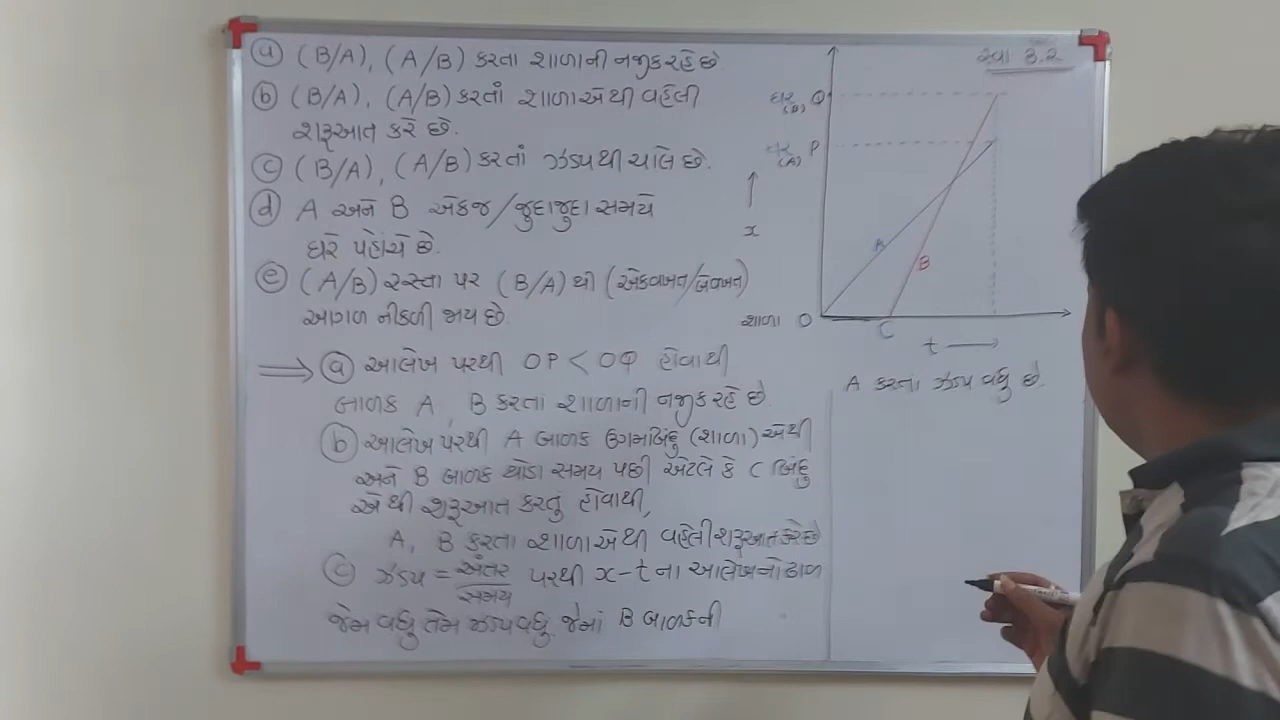 ⓐ (B/A), (A/B) કરતા શાળાની નજીક રહે છે.
ⓑ (B/A), (A/B) કરતાં શાળાએથી વહેલી
શરૂઆત કરે છે.
ⓒ (B/A), (A/B) કરતાં ઝડપથી ચાલે છે.
ⓓ A અને B એકજ/જુદાજુદા સમયે
ઘરે પહોંચે છે.
ⓔ (A/B) રસ્તા પર (B/A) થી (એકવખત/બેવખત)
આગળ નીકળી જાય છે.
⟹ ⓐ આલેખ પરથી OP < OQ હોવાથી
બાળક A, B કરતા શાળાની નજીક રહે છે.
ⓑ આલેખ પરથી A બાળક ઉગમબિંદુ (શાળા) એથી
અને B બાળક થોડા સમય પછી એટલે કે C બિંદુ
એથી શરૂઆત કરતુ હોવાથી,
A, B કરતા શાળાએથી વહેલી શરૂઆત કરે છે
ⓒ ઝડપ = અંતર/સમય પરથી x-t ના આલેખનો ઢાળ
જેમ વધુ તેમ ઝડપ વધુ. જેમાં B બાળકની
સ્વા 3.2
ઘર (B) Q
ઘર (A) P
x
A
B
શાળા O
C
t
A કરતા ઝડપ વધુ છે.